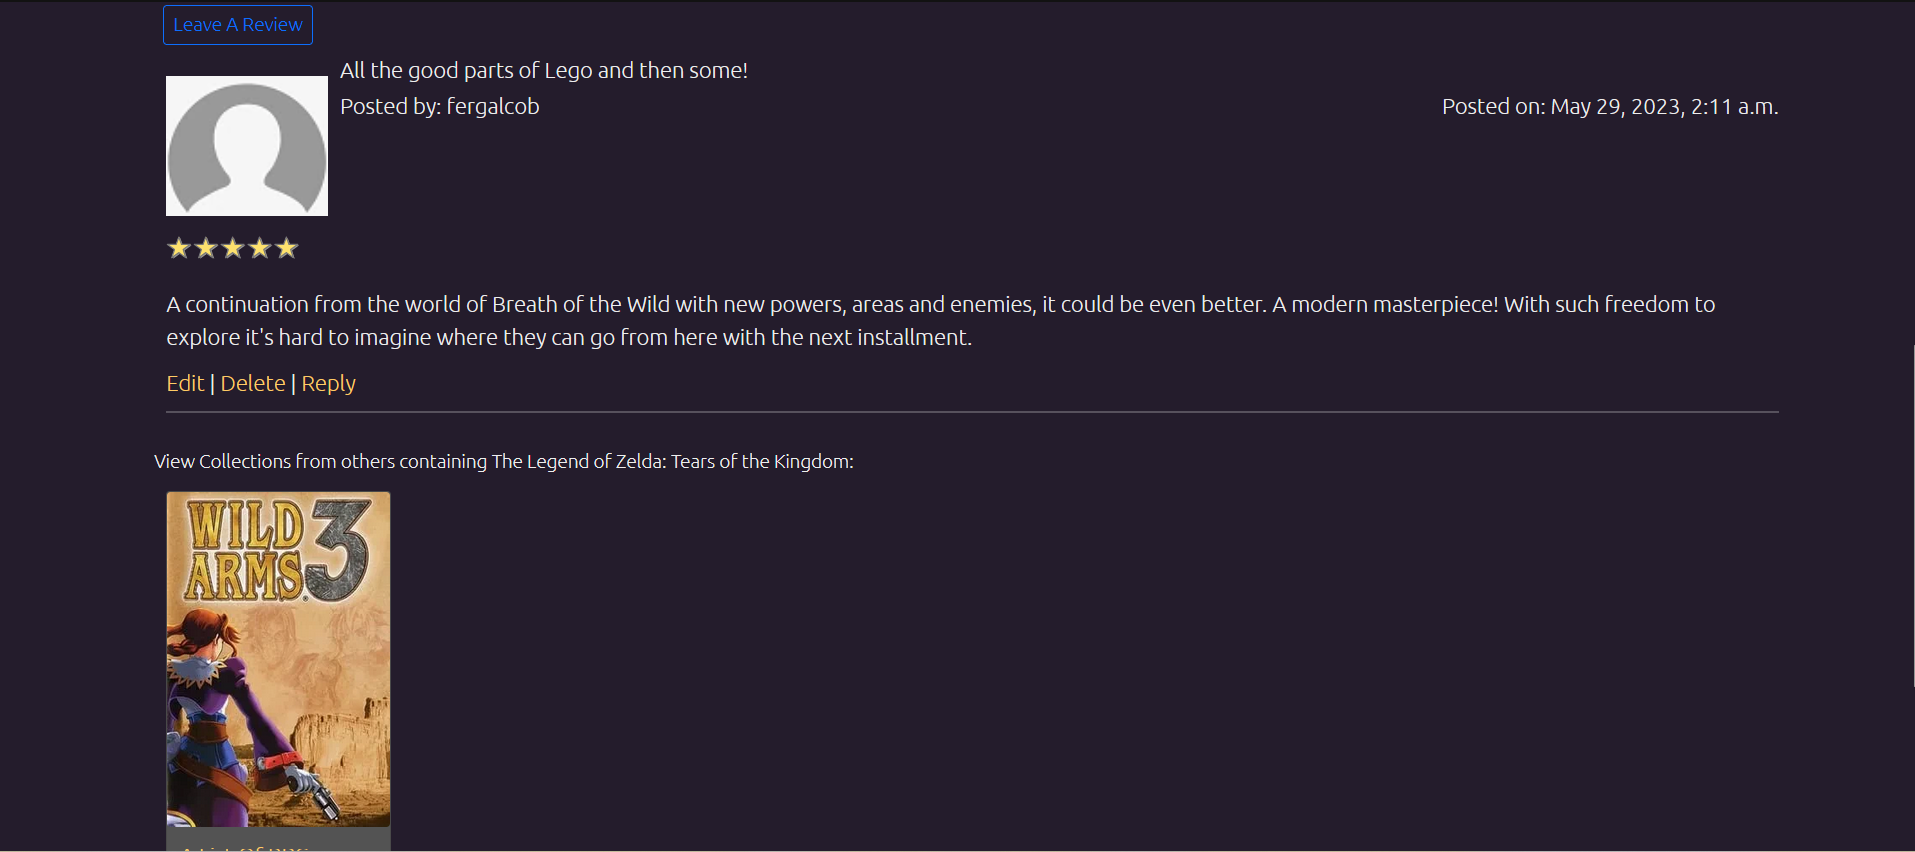 Leave A Review
All the good parts of Lego and then some!
Posted by: fergalcob
Posted on: May 29, 2023, 2:11 a.m.
A continuation from the world of Breath of the Wild with new powers, areas and enemies, it could be even better. A modern masterpiece! With such freedom to
explore it's hard to imagine where they can go from here with the next installment.
Edit | Delete | Reply
View Collections from others containing The Legend of Zelda: Tears of the Kingdom:
WILD
ARMS 3